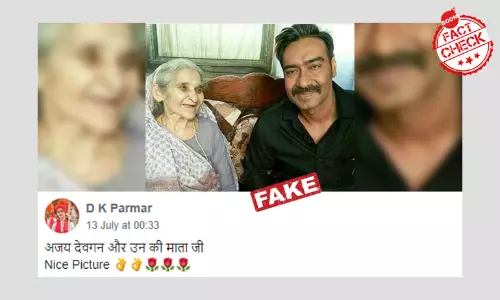 BOOM
FACT
CHECK
FAKE
D K Parmar
13 July at 00:33
अजय देवगन और उन की माता जी
Nice Picture 👌👌🌹🌹🌹